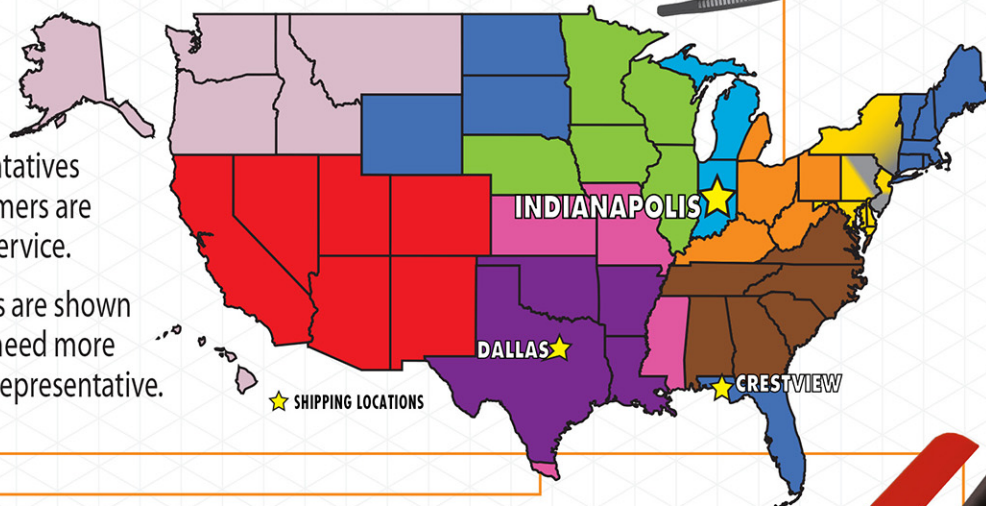 tatives
mers are
ervice.
s are shown
need more
epresentative.
INDIANAPOLIS
DALLAS
CRESTVIEW
SHIPPING LOCATIONS